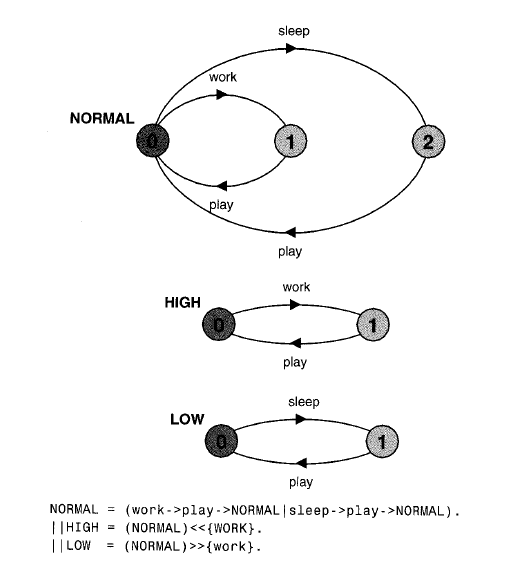 sleep
work
NORMAL
0
1
2
play
play
work
HIGH
0
1
play
sleep
LOW
0
1
play
NORMAL = (work->play->NORMAL|sleep->play->NORMAL).
||HIGH = (NORMAL)<<{WORK}.
||LOW = (NORMAL)>>{work}.